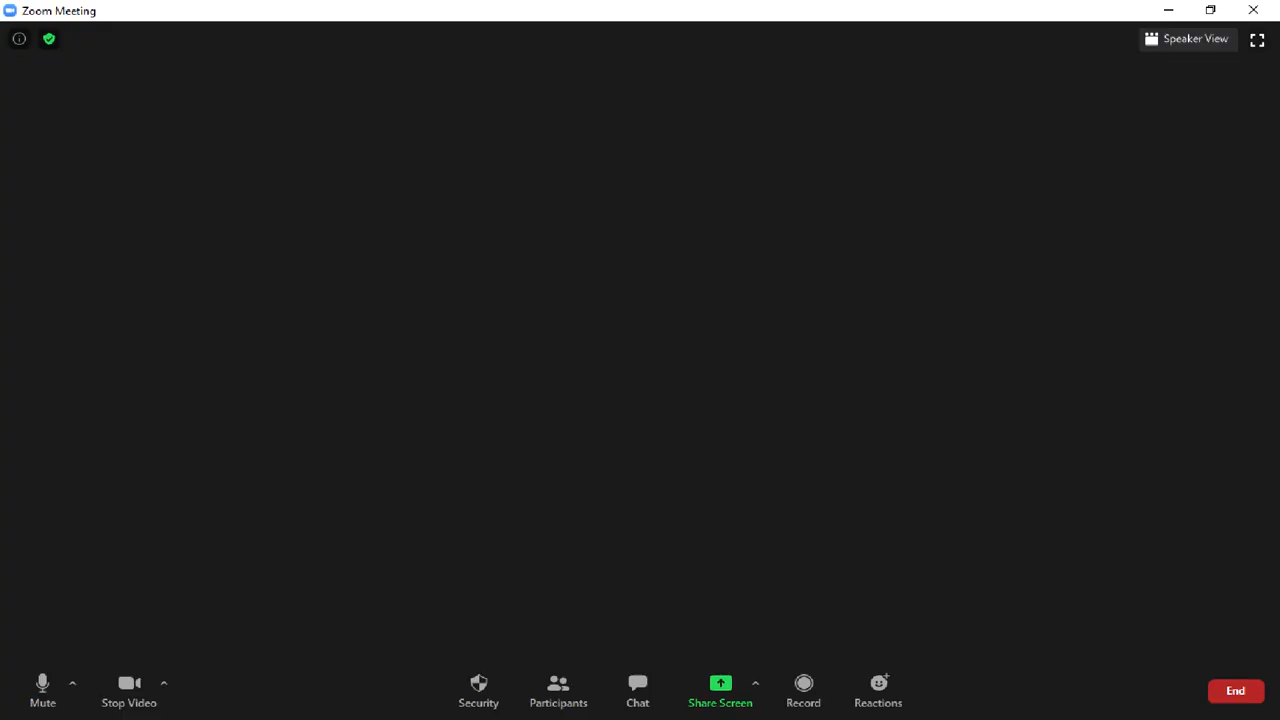 Zoom Meeting
Speaker View
Mute
Stop Video
Security
Participants
Chat
Share Screen
Record
Reactions
End